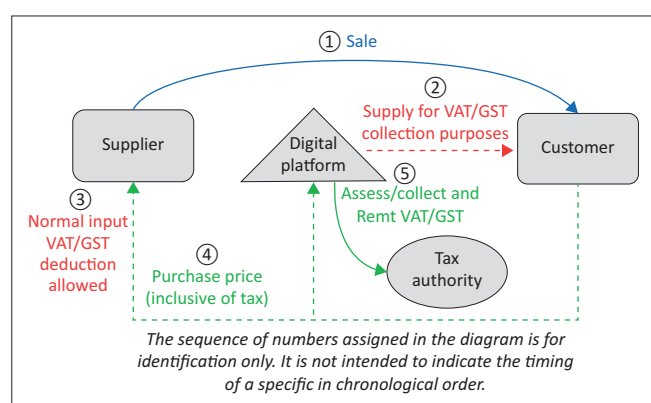 ① Sale
②
Supply for VAT/GST
collection purposes
Supplier
Digital
platform
Customer
③
Normal input
VAT/GST
deduction
allowed
④
Purchase price
(inclusive of tax)
⑤
Assess/collect and
Remt VAT/GST
Tax
authority
The sequence of numbers assigned in the diagram is for
identification only. It is not intended to indicate the timing
of a specific in chronological order.